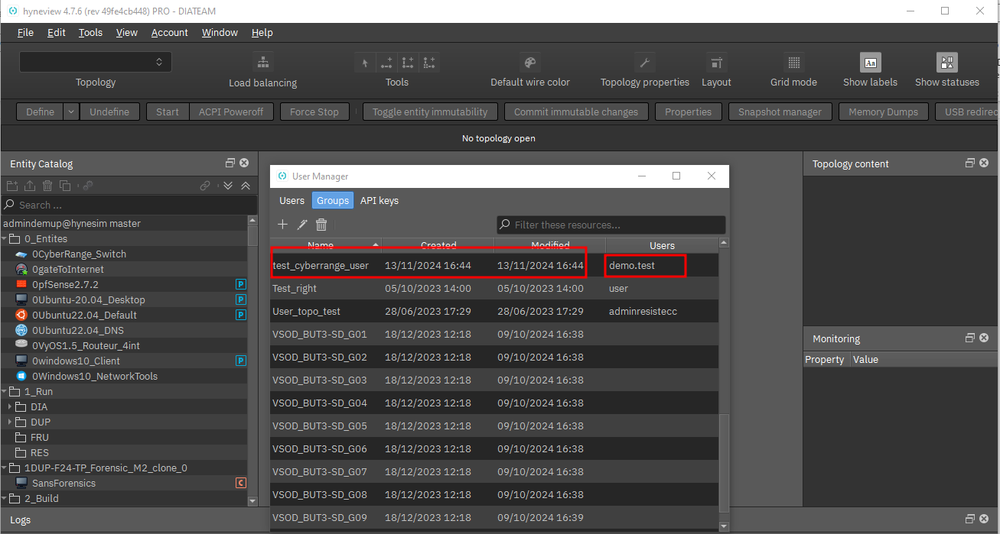 hyneview 4.7.6 (rev 49fe4cb448) PRO - DIATEAM
File Edit Tools View Account Window Help
Topology Load balancing Tools Default wire color Topology properties Layout Grid mode Show labels Show statuses
Define Undefine Start ACPI Poweroff Force Stop Toggle entity immutability Commit immutable changes Properties Snapshot manager Memory Dumps USB redirec
No topology open
Entity Catalog
Search ...
admindemup@hynesim master
0_Entites
0CyberRange_Switch
0gateToInternet
0pfSense2.7.2 P
0Ubuntu-20.04_Desktop P
0Ubuntu22.04_Default P
0Ubuntu22.04_DNS
0VyOS1.5_Routeur_4int
0windows10_Client P
0Windows10_NetworkTools
1_Run
DIA
DUP
FRU
RES
1DUP-F24-TP_Forensic_M2_clone_0
SansForensics C
2_Build
User Manager
Users Groups API keys
Filter these resources...
Name Created Modified Users
test_cyberrange_user 13/11/2024 16:44 13/11/2024 16:44 demo.test
Test_right 05/10/2023 14:00 05/10/2023 14:00 user
User_topo_test 28/06/2023 17:29 28/06/2023 17:29 adminresistecc
VSOD_BUT3-SD_G01 18/12/2023 12:18 09/10/2024 16:38
VSOD_BUT3-SD_G02 18/12/2023 12:18 09/10/2024 16:38
VSOD_BUT3-SD_G03 18/12/2023 12:18 09/10/2024 16:38
VSOD_BUT3-SD_G04 18/12/2023 12:18 09/10/2024 16:38
VSOD_BUT3-SD_G05 18/12/2023 12:18 09/10/2024 16:38
VSOD_BUT3-SD_G06 18/12/2023 12:18 09/10/2024 16:38
VSOD_BUT3-SD_G07 18/12/2023 12:18 09/10/2024 16:38
VSOD_BUT3-SD_G08 18/12/2023 12:18 09/10/2024 16:38
VSOD_BUT3-SD_G09 18/12/2023 12:18 09/10/2024 16:39
Topology content
Monitoring
Property Value
Logs